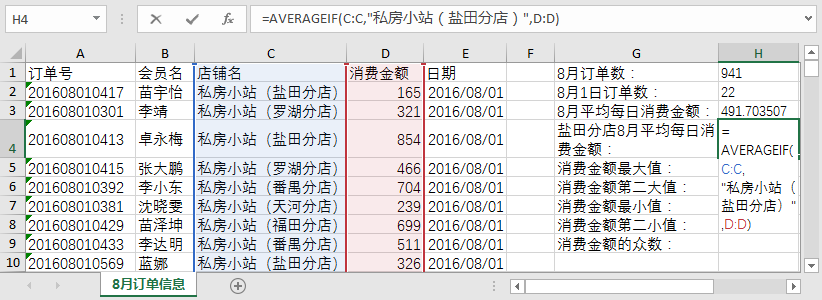 H4 =AVERAGEIF(C:C,"私房小站（盐田分店）",D:D)
A B C D E F G H
1 订单号 会员名 店铺名 消费金额 日期 8月订单数： 941
2 201608010417 苗宇怡 私房小站（盐田分店） 165 2016/08/01 8月1日订单数： 22
3 201608010301 李靖 私房小站（罗湖分店） 321 2016/08/01 8月平均每日消费金额： 491.703507
4 201608010413 卓永梅 私房小站（盐田分店） 854 2016/08/01 盐田分店8月平均每日消
费金额：
=
AVERAGEIF(
C:C,
"私房小站（
盐田分店）"
,D:D)
5 201608010415 张大鹏 私房小站（罗湖分店） 466 2016/08/01 消费金额最大值：
6 201608010392 李小东 私房小站（番禺分店） 704 2016/08/01 消费金额第二大值：
7 201608010381 沈晓雯 私房小站（天河分店） 239 2016/08/01 消费金额最小值：
8 201608010429 苗泽坤 私房小站（福田分店） 699 2016/08/01 消费金额第二小值：
9 201608010433 李达明 私房小站（番禺分店） 511 2016/08/01 消费金额的众数：
10 201608010569 蓝娜 私房小站（盐田分店） 326 2016/08/01
8月订单信息